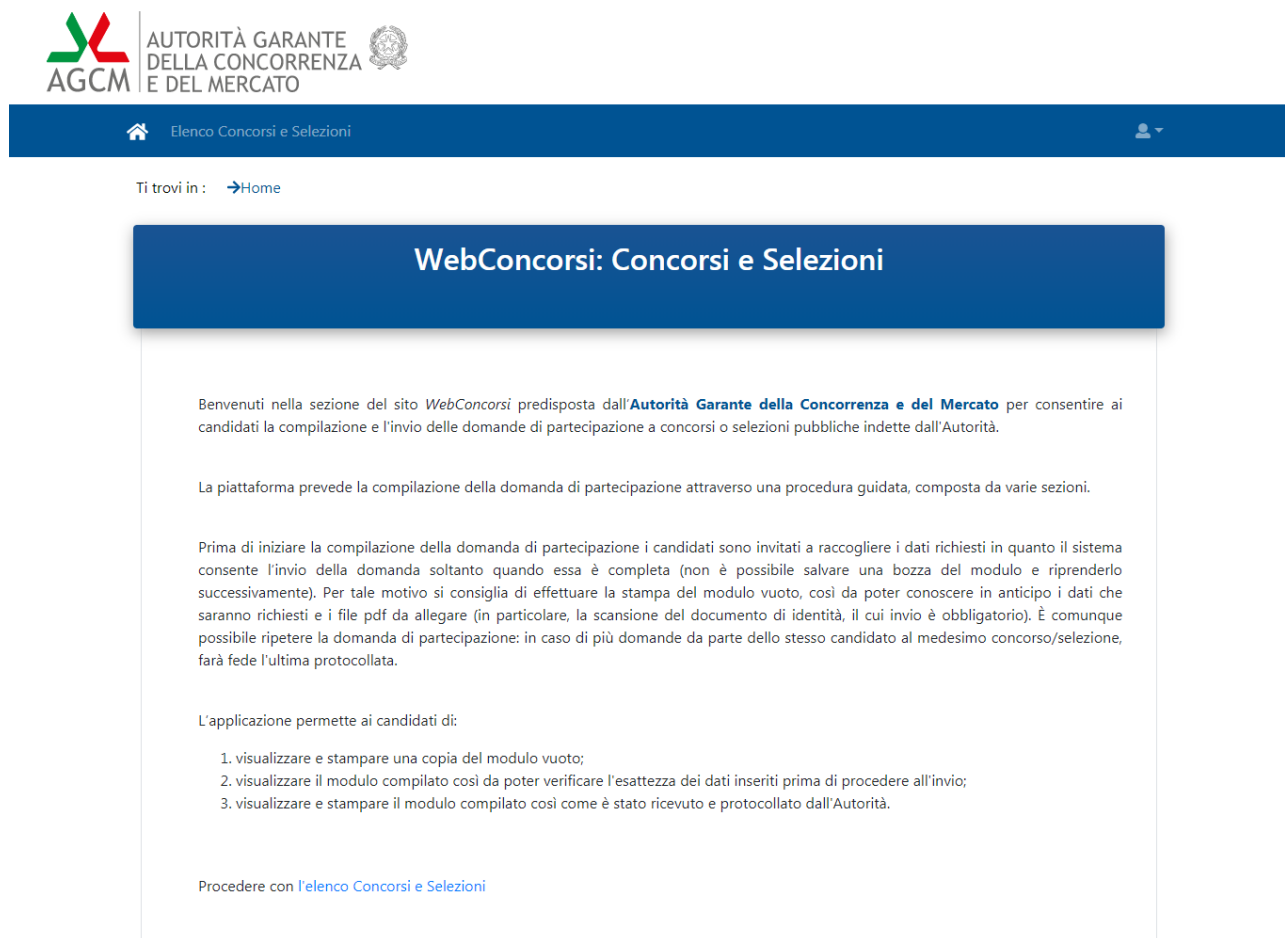 AGCM
AUTORITÀ GARANTE
DELLA CONCORRENZA
E DEL MERCATO
Elenco Concorsi e Selezioni
Ti trovi in : Home
WebConcorsi: Concorsi e Selezioni
Benvenuti nella sezione del sito WebConcorsi predisposta dall'Autorità Garante della Concorrenza e del Mercato per consentire ai
candidati la compilazione e l'invio delle domande di partecipazione a concorsi o selezioni pubbliche indette dall'Autorità.
La piattaforma prevede la compilazione della domanda di partecipazione attraverso una procedura guidata, composta da varie sezioni.
Prima di iniziare la compilazione della domanda di partecipazione i candidati sono invitati a raccogliere i dati richiesti in quanto il sistema
consente l'invio della domanda soltanto quando essa è completa (non è possibile salvare una bozza del modulo e riprenderlo
successivamente). Per tale motivo si consiglia di effettuare la stampa del modulo vuoto, così da poter conoscere in anticipo i dati che
saranno richiesti e i file pdf da allegare (in particolare, la scansione del documento di identità, il cui invio è obbligatorio). È comunque
possibile ripetere la domanda di partecipazione: in caso di più domande da parte dello stesso candidato al medesimo concorso/selezione,
farà fede l'ultima protocollata.
L'applicazione permette ai candidati di:
1. visualizzare e stampare una copia del modulo vuoto;
2. visualizzare il modulo compilato così da poter verificare l'esattezza dei dati inseriti prima di procedere all'invio;
3. visualizzare e stampare il modulo compilato così come è stato ricevuto e protocollato dall'Autorità.
Procedere con l'elenco Concorsi e Selezioni